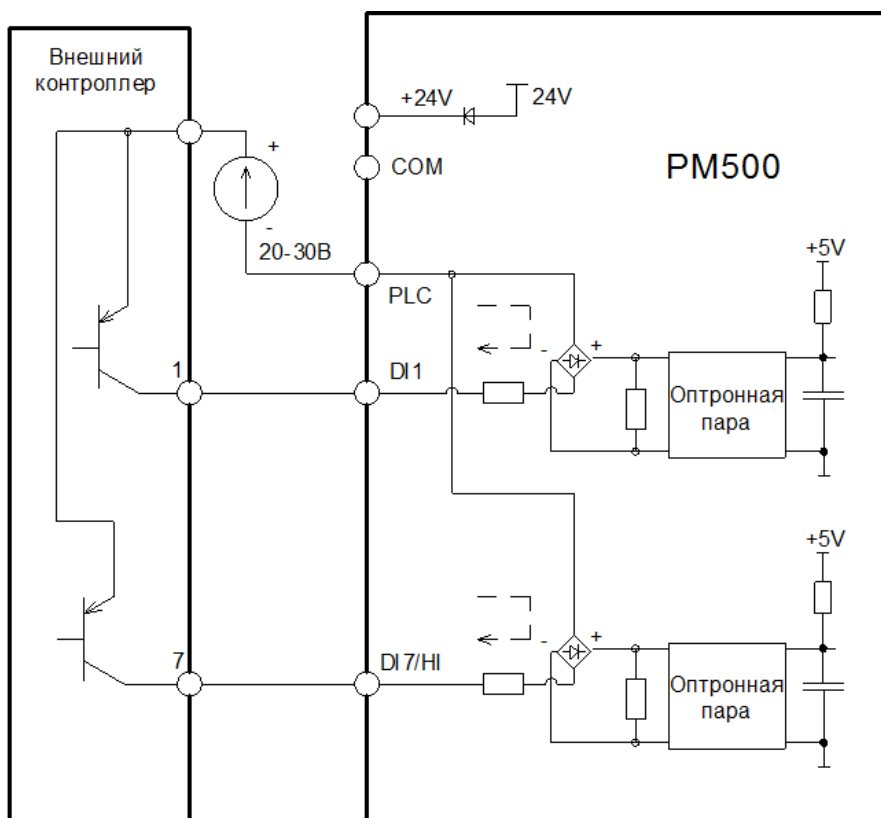 Внешний
контроллер
+24V
24V
COM
PM500
+
-
20-30В
PLC
+5V
- +
1
DI1
Оптронная
пара
+5V
- +
7
DI7/HI
Оптронная
пара